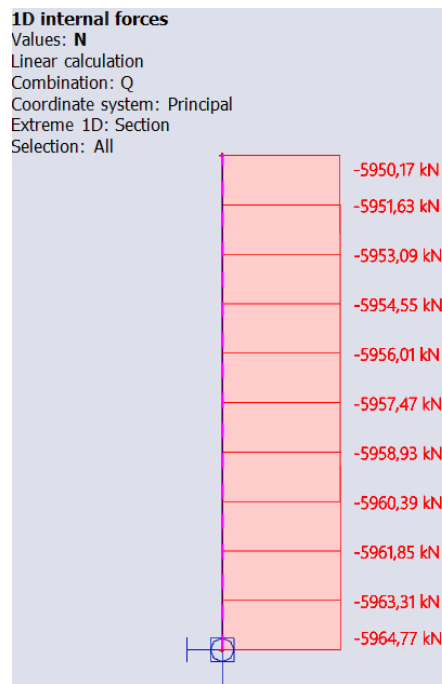 1D internal forces
Values: N
Linear calculation
Combination: Q
Coordinate system: Principal
Extreme 1D: Section
Selection: All
-5950,17 kN
-5951,63 kN
-5953,09 kN
-5954,55 kN
-5956,01 kN
-5957,47 kN
-5958,93 kN
-5960,39 kN
-5961,85 kN
-5963,31 kN
-5964,77 kN